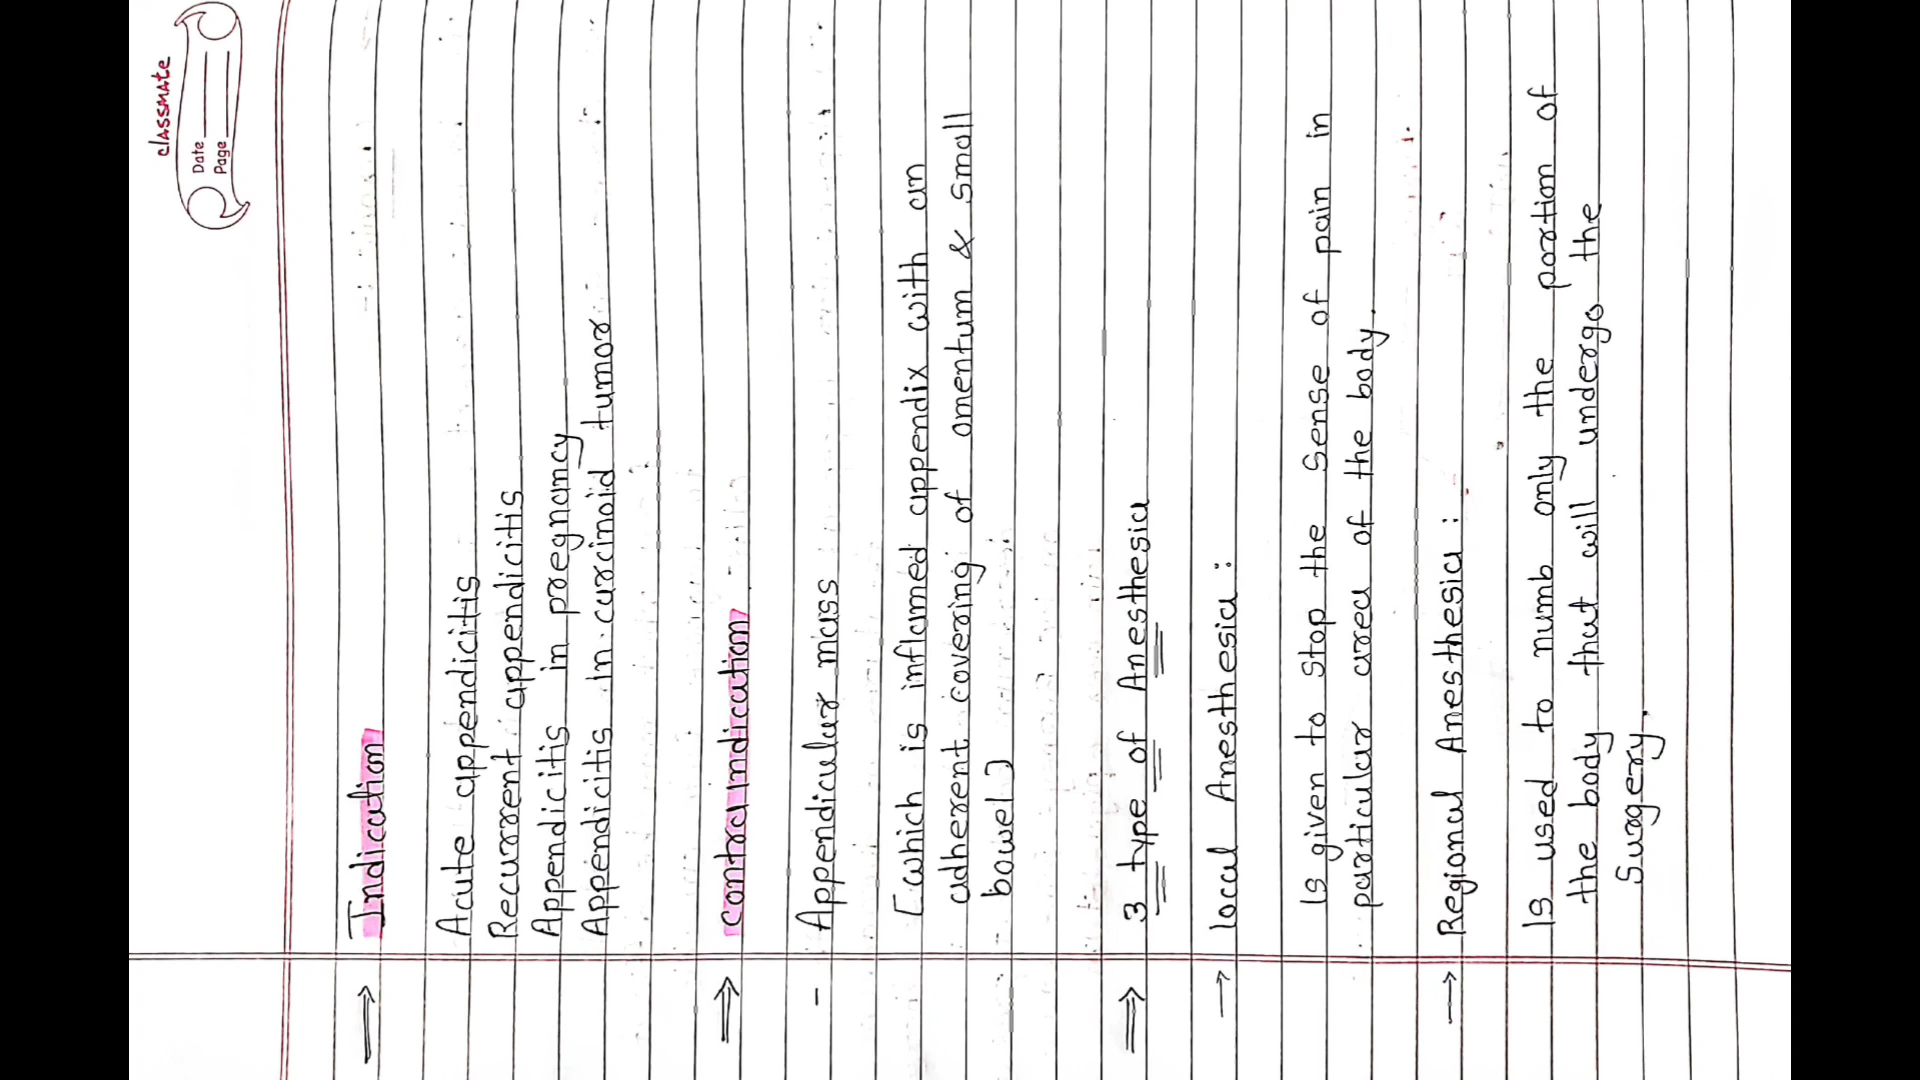 classmate
Date
Page
⇒ Indication
Acute appendicitis
Recurrent appendicitis
Appendicitis in pregnancy
Appendicitis in carcinoid tumor
⇒ contraindication
- Appendicular mass
[which is inflamed appendix with an
adherent covering of omentum & small
bowel]
⇒ 3 type of Anesthesia
→ local Anesthesia:
Is given to stop the sense of pain in
particular area of the body.
→ Regional Anesthesia:
Is used to numb only the portion of
the body that will undergo the
surgery.